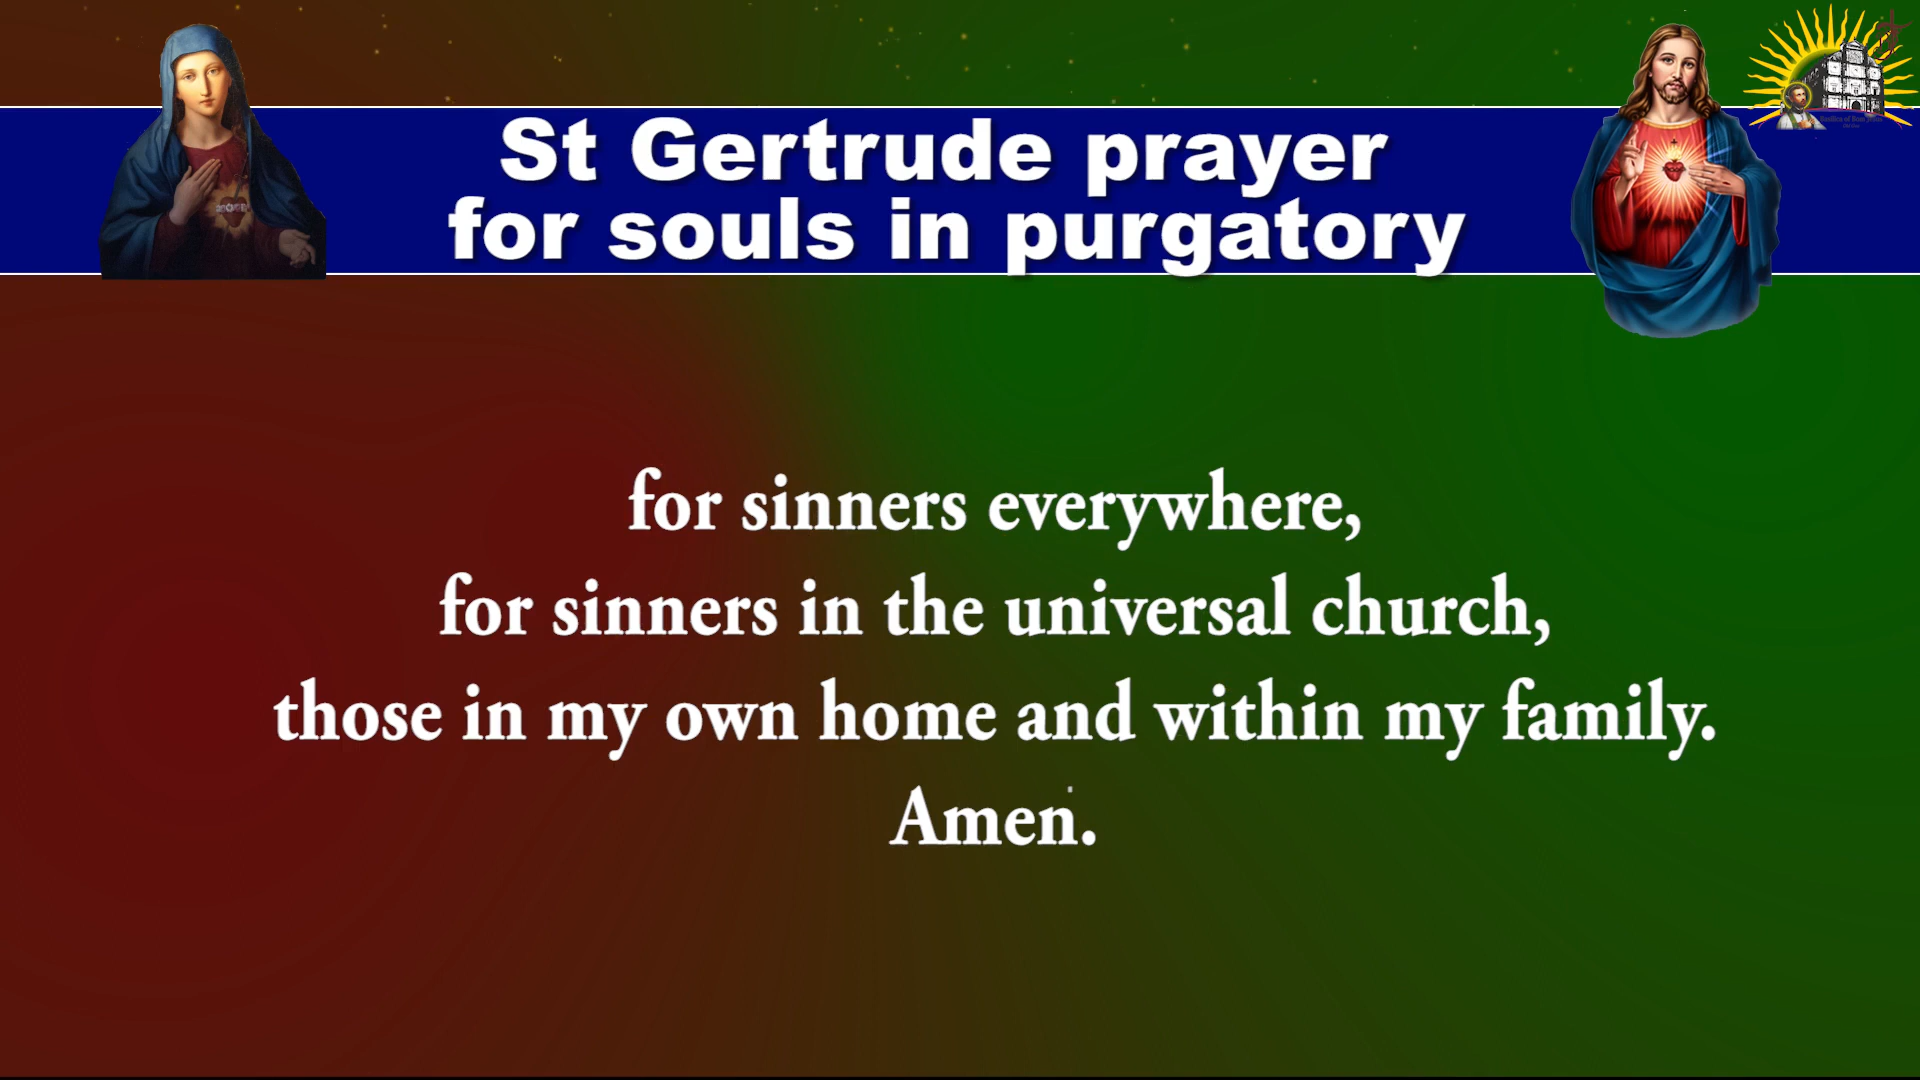 St Gertrude prayer
for souls in purgatory
for sinners everywhere,
for sinners in the universal church,
those in my own home and within my family.
Amen.